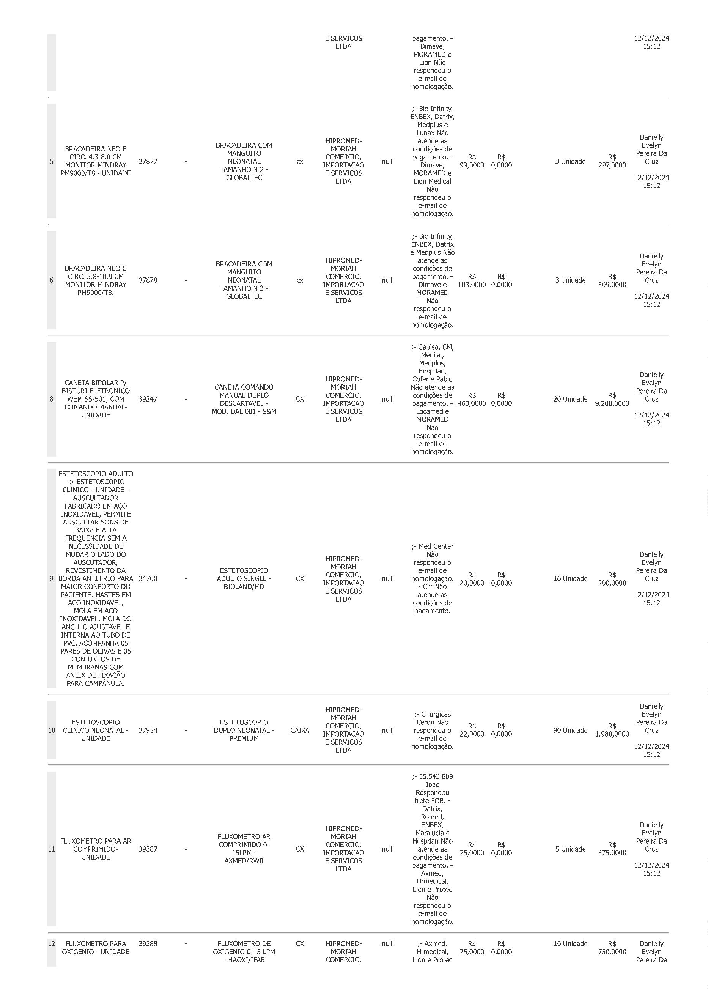 E SERVICOS
LTDA
pagamento. -
Dimave,
MORAMED e
Lion Não
respondeu o
e-mail de
homologação.
12/12/2024
15:12
5
BRACADEIRA NEO B
CIRC. 4.3-8.0 CM
MONITOR MINDRAY
PM9000/T8 - UNIDADE
37877
-
BRACADEIRA COM
MANGUITO
NEONATAL
TAMANHO N 2 -
GLOBALTEC
cx
HIPROMED-
MORIAH
COMERCIO,
IMPORTACAO
E SERVICOS
LTDA
null
;- Bio Infinity,
ENBEX, Datrix,
Medplus e
Lunax Não
atende as
condições de
pagamento. -
Dimave,
MORAMED e
Lion Medical
Não
respondeu o
e-mail de
homologação.
R$
99,0000
R$
0,0000
3 Unidade
R$
297,0000
Danielly
Evelyn
Pereira Da
Cruz
12/12/2024
15:12
6
BRACADEIRA NEO C
CIRC. 5.8-10.9 CM
MONITOR MINDRAY
PM9000/T8.
37878
-
BRACADEIRA COM
MANGUITO
NEONATAL
TAMANHO N 3 -
GLOBALTEC
cx
HIPROMED-
MORIAH
COMERCIO,
IMPORTACAO
E SERVICOS
LTDA
null
;- Bio Infinity,
ENBEX, Datrix
e Medplus Não
atende as
condições de
pagamento. -
Dimave e
MORAMED
Não
respondeu o
e-mail de
homologação.
R$
103,0000
R$
0,0000
3 Unidade
R$
309,0000
Danielly
Evelyn
Pereira Da
Cruz
12/12/2024
15:12
8
CANETA BIPOLAR P/
BISTURI ELETRONICO
WEM SS-501, COM
COMANDO MANUAL-
UNIDADE
39247
-
CANETA COMANDO
MANUAL DUPLO
DESCARTAVEL -
MOD. DAL 001 - S&M
CX
HIPROMED-
MORIAH
COMERCIO,
IMPORTACAO
E SERVICOS
LTDA
null
;- Gabisa, CM,
Medilar,
Medplus,
Hospdan,
Cofer e Pablo
Não atende as
condições de
pagamento. -
Locamed e
MORAMED
Não
respondeu o
e-mail de
homologação.
R$
460,0000
R$
0,0000
20 Unidade
R$
9.200,0000
Danielly
Evelyn
Pereira Da
Cruz
12/12/2024
15:12
9
ESTETOSCOPIO ADULTO
-> ESTETOSCOPIO
CLINICO - UNIDADE -
AUSCULTADOR
FABRICADO EM AÇO
INOXIDAVEL, PERMITE
AUSCULTAR SONS DE
BAIXA E ALTA
FREQUENCIA SEM A
NECESSIDADE DE
MUDAR O LADO DO
AUSCUTADOR,
REVESTIMENTO DA
BORDA ANTI FRIO PARA
MAIOR CONFORTO DO
PACIENTE, HASTES EM
AÇO INOXIDAVEL,
MOLA EM AÇO
INOXIDAVEL, MOLA DO
ANGULO AJUSTAVEL E
INTERNA AO TUBO DE
PVC, ACOMPANHA 05
PARES DE OLIVAS E 05
CONJUNTOS DE
MEMBRANAS COM
ANEIX DE FIXAÇÃO
PARA CAMPÂNULA.
34700
-
ESTETOSCOPIO
ADULTO SINGLE -
BIOLAND/MD
CX
HIPROMED-
MORIAH
COMERCIO,
IMPORTACAO
E SERVICOS
LTDA
null
;- Med Center
Não
respondeu o
e-mail de
homologação.
- Cm Não
atende as
condições de
pagamento.
R$
20,0000
R$
0,0000
10 Unidade
R$
200,0000
Danielly
Evelyn
Pereira Da
Cruz
12/12/2024
15:12
10
ESTETOSCOPIO
CLINICO NEONATAL -
UNIDADE
37954
-
ESTETOSCOPIO
DUPLO NEONATAL -
PREMIUM
CAIXA
HIPROMED-
MORIAH
COMERCIO,
IMPORTACAO
E SERVICOS
LTDA
null
;- Cirurgicas
Ceron Não
respondeu o
e-mail de
homologação.
R$
22,0000
R$
0,0000
90 Unidade
R$
1.980,0000
Danielly
Evelyn
Pereira Da
Cruz
12/12/2024
15:12
11
FLUXOMETRO PARA AR
COMPRIMIDO-
UNIDADE
39387
-
FLUXOMETRO AR
COMPRIMIDO 0-
15LPM -
AXMED/RWR
CX
HIPROMED-
MORIAH
COMERCIO,
IMPORTACAO
E SERVICOS
LTDA
null
;- 55.543.809
Joao
Respondeu
frete FOB. -
Datrix,
Romed,
ENBEX,
Maralucia e
Hospdan Não
atende as
condições de
pagamento. -
Axmed,
Hrmedical,
Lion e Protec
Não
respondeu o
e-mail de
homologação.
R$
75,0000
R$
0,0000
5 Unidade
R$
375,0000
Danielly
Evelyn
Pereira Da
Cruz
12/12/2024
15:12
12
FLUXOMETRO PARA
OXIGENIO - UNIDADE
39388
-
FLUXOMETRO DE
OXIGENIO 0-15 LPM
- HAOXI/IFAB
CX
HIPROMED-
MORIAH
COMERCIO,
null
;- Axmed,
Hrmedical,
Lion e Protec
R$
75,0000
R$
0,0000
10 Unidade
R$
750,0000
Danielly
Evelyn
Pereira Da